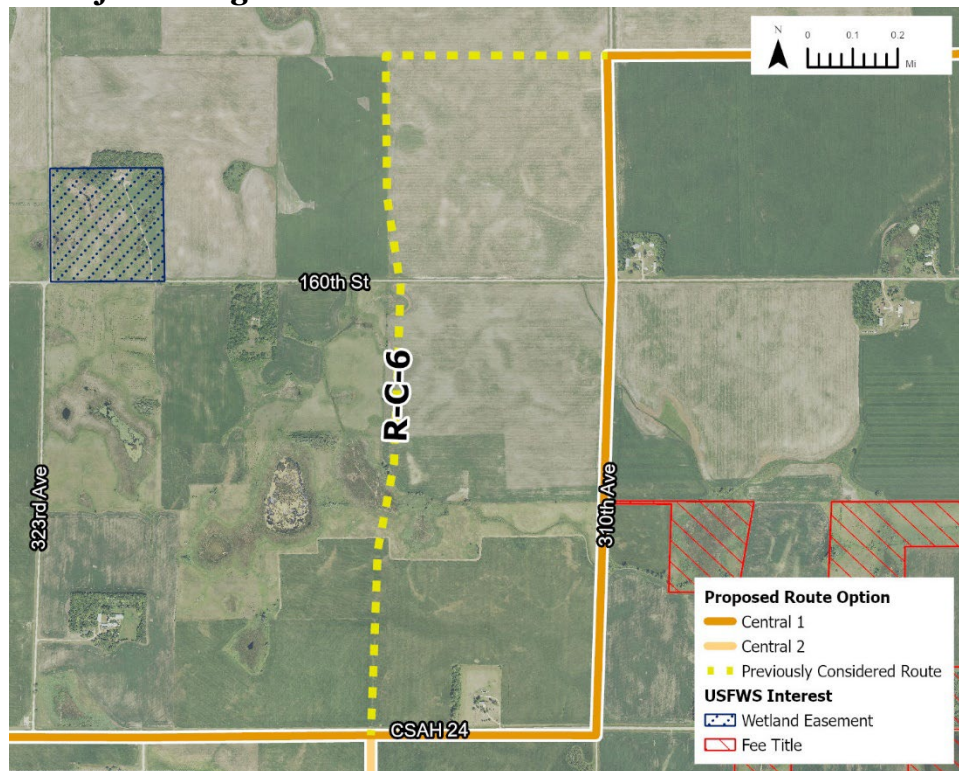 N
0 0.1 0.2
Mi
160th St
R-C-6
323rd Ave
310th Ave
CSAH 24
Proposed Route Option
Central 1
Central 2
Previously Considered Route
USFWS Interest
Wetland Easement
Fee Title